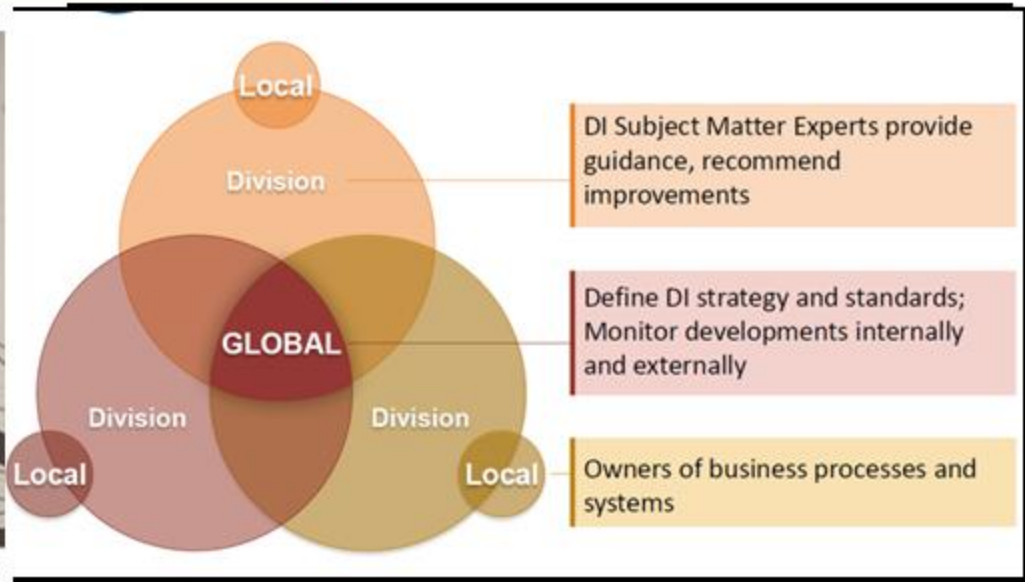 Local
Division
DI Subject Matter Experts provide
guidance, recommend
improvements
GLOBAL
Define DI strategy and standards;
Monitor developments internally
and externally
Division
Division
Local
Local
Owners of business processes and
systems